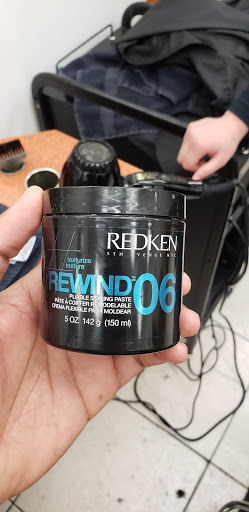 REDKEN
5TH AVENUE NYC
texturize
texture
REWIND 06
PLIABLE STYLING PASTE
PÂTE À COIFFER REMODELABLE
CREMA FLEXIBLE PARA MOLDEAR
5 OZ 142 g (150 ml)